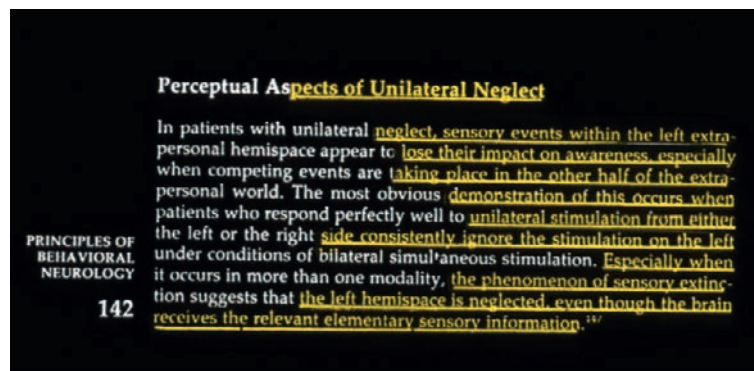 Perceptual Aspects of Unilateral Neglect
In patients with unilateral neglect, sensory events within the left extra-
personal hemispace appear to lose their impact on awareness, especially
when competing events are taking place in the other half of the extra-
personal world. The most obvious demonstration of this occurs when
patients who respond perfectly well to unilateral stimulation from either
the left or the right side consistently ignore the stimulation on the left
under conditions of bilateral simultaneous stimulation. Especially when
it occurs in more than one modality, the phenomenon of sensory extinc-
tion suggests that the left hemispace is neglected, even though the brain
receives the relevant elementary sensory information.
PRINCIPLES OF
BEHAVIORAL
NEUROLOGY
142